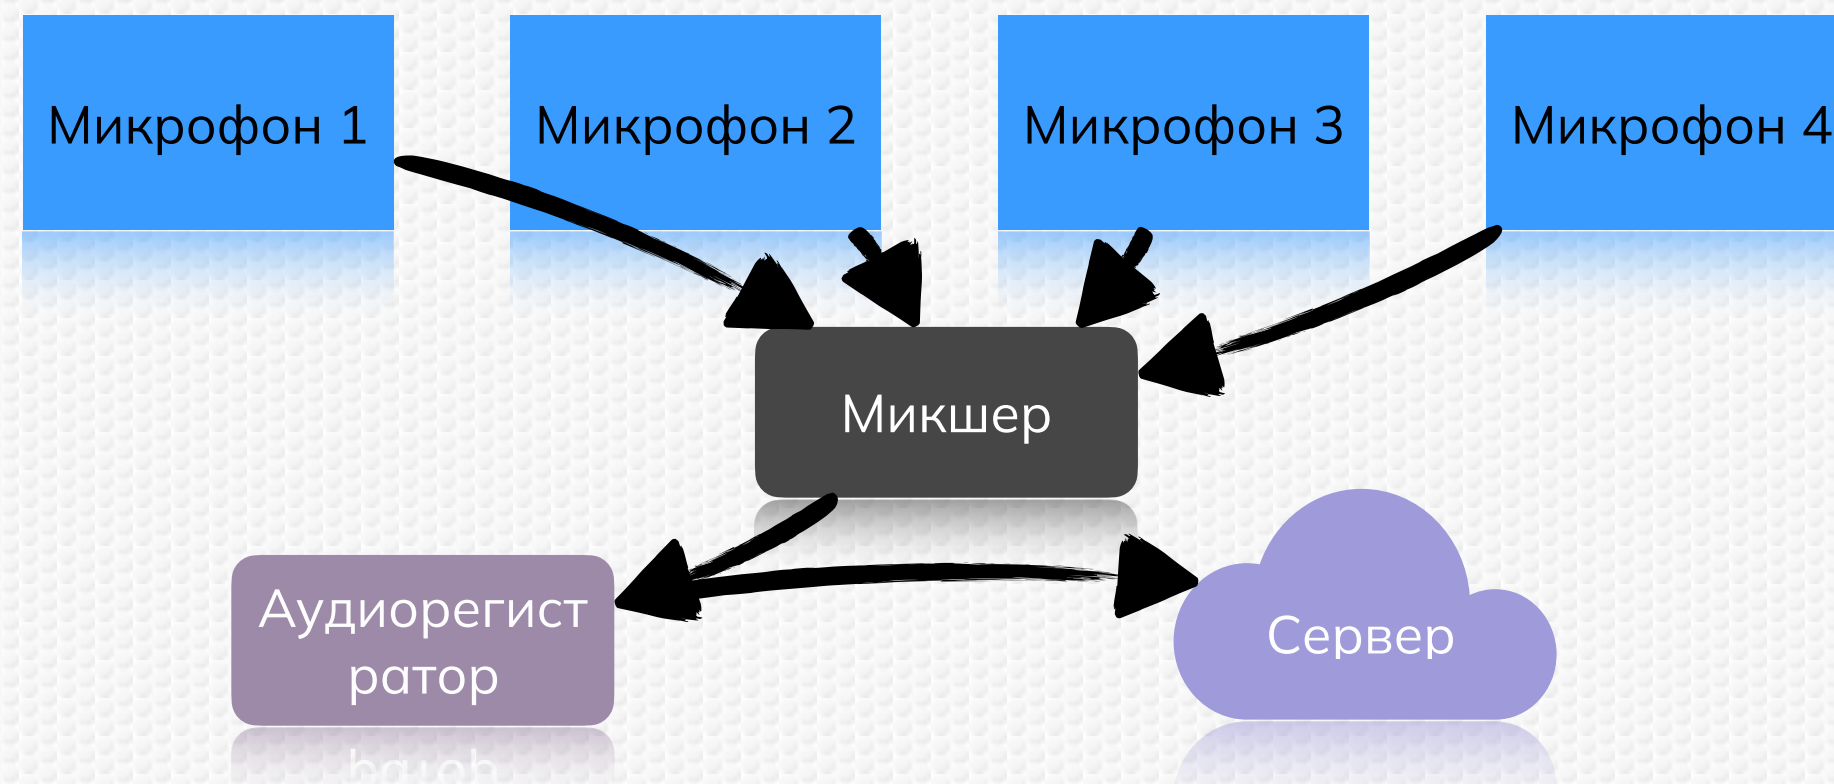 Микрофон 1
Микрофон 2
Микрофон 3
Микрофон 4
Микшер
Аудиорегист
ратор
Сервер